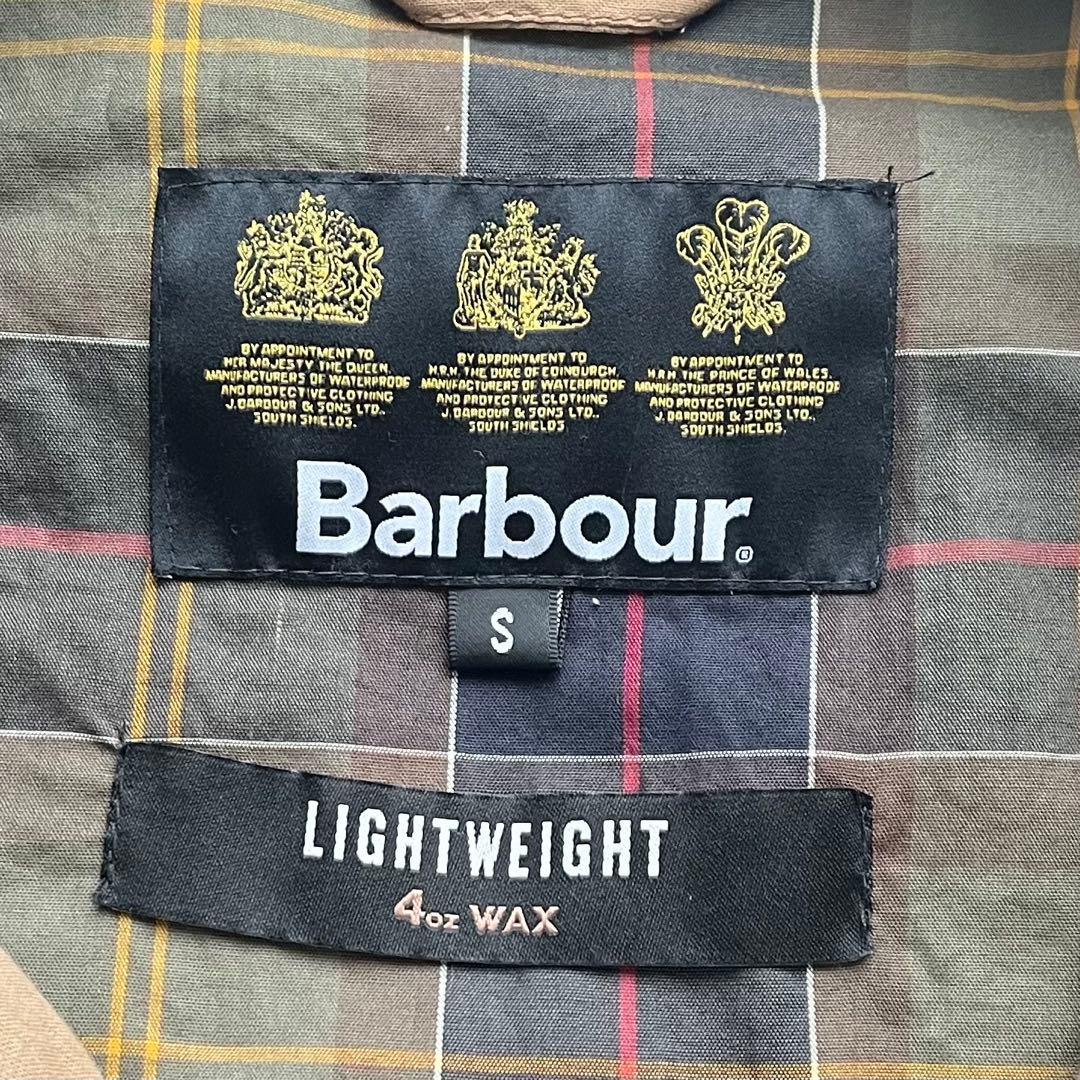 BY APPOINTMENT TO
HER MAJESTY THE QUEEN.
MANUFACTURERS OF WATERPROOF
AND PROTECTIVE CLOTHING
J. BARBOUR & SONS LTD.,
SOUTH SHIELDS.
BY APPOINTMENT TO
H.R.H. THE DUKE OF EDINBURGH,
MANUFACTURERS OF WATERPROOF
AND PROTECTIVE CLOTHING
J. BARBOUR & SONS LTD.,
SOUTH SHIELDS
BY APPOINTMENT TO
H.R.H. THE PRINCE OF WALES.
MANUFACTURERS OF WATERPROOF
AND PROTECTIVE CLOTHING
J. BARBOUR & SONS LTD.,
SOUTH SHIELDS.
Barbour®
S
LIGHTWEIGHT
4oz WAX